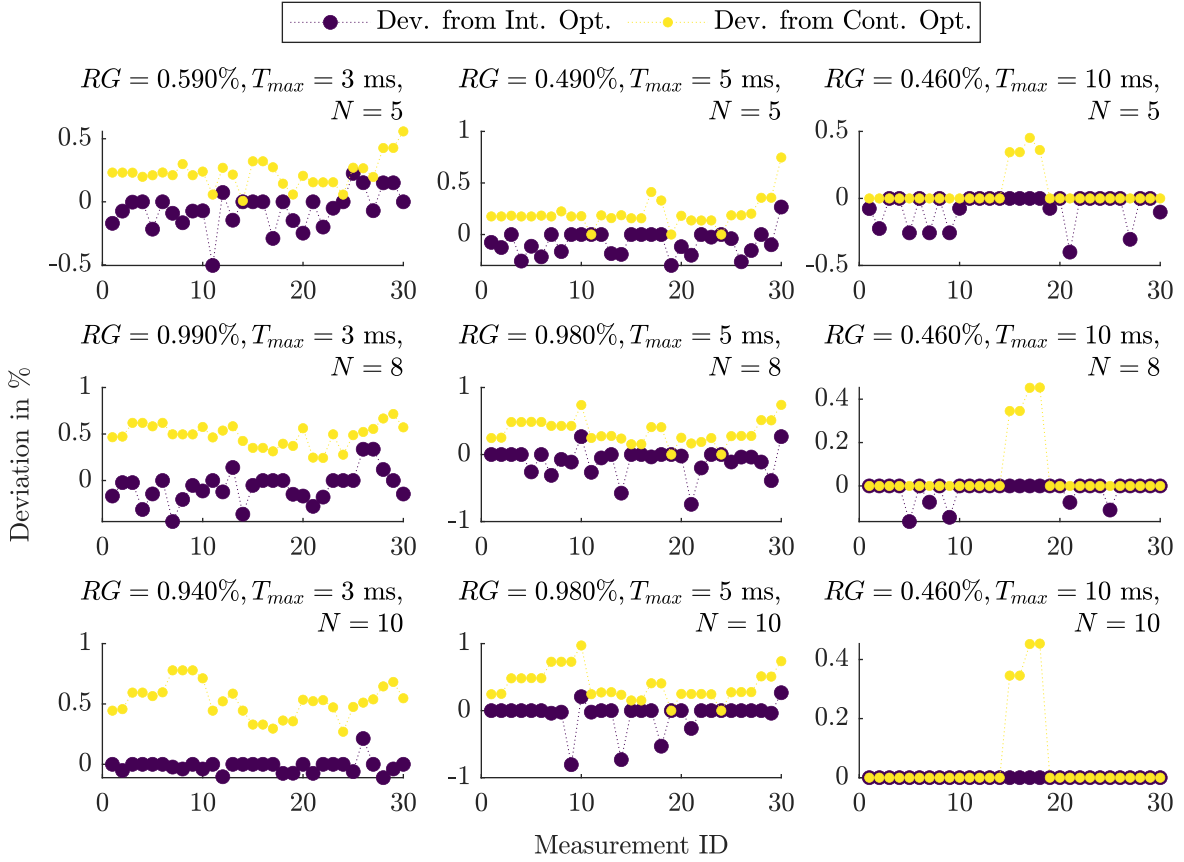 Dev. from Int. Opt. Dev. from Cont. Opt.
RG = 0.590%, T_max = 3 ms,
N = 5
0.5
0
-0.5
0 10 20 30
RG = 0.490%, T_max = 5 ms,
N = 5
1
0.5
0
0 10 20 30
RG = 0.460%, T_max = 10 ms,
N = 5
0.5
0
-0.5
0 10 20 30
RG = 0.990%, T_max = 3 ms,
N = 8
1
0.5
0
0 10 20 30
RG = 0.980%, T_max = 5 ms,
N = 8
1
0
-1
0 10 20 30
RG = 0.460%, T_max = 10 ms,
N = 8
0.4
0.2
0
0 10 20 30
RG = 0.940%, T_max = 3 ms,
N = 10
1
0.5
0
0 10 20 30
RG = 0.980%, T_max = 5 ms,
N = 10
1
0
-1
0 10 20 30
RG = 0.460%, T_max = 10 ms,
N = 10
0.4
0.2
0
0 10 20 30
Deviation in %
Measurement ID